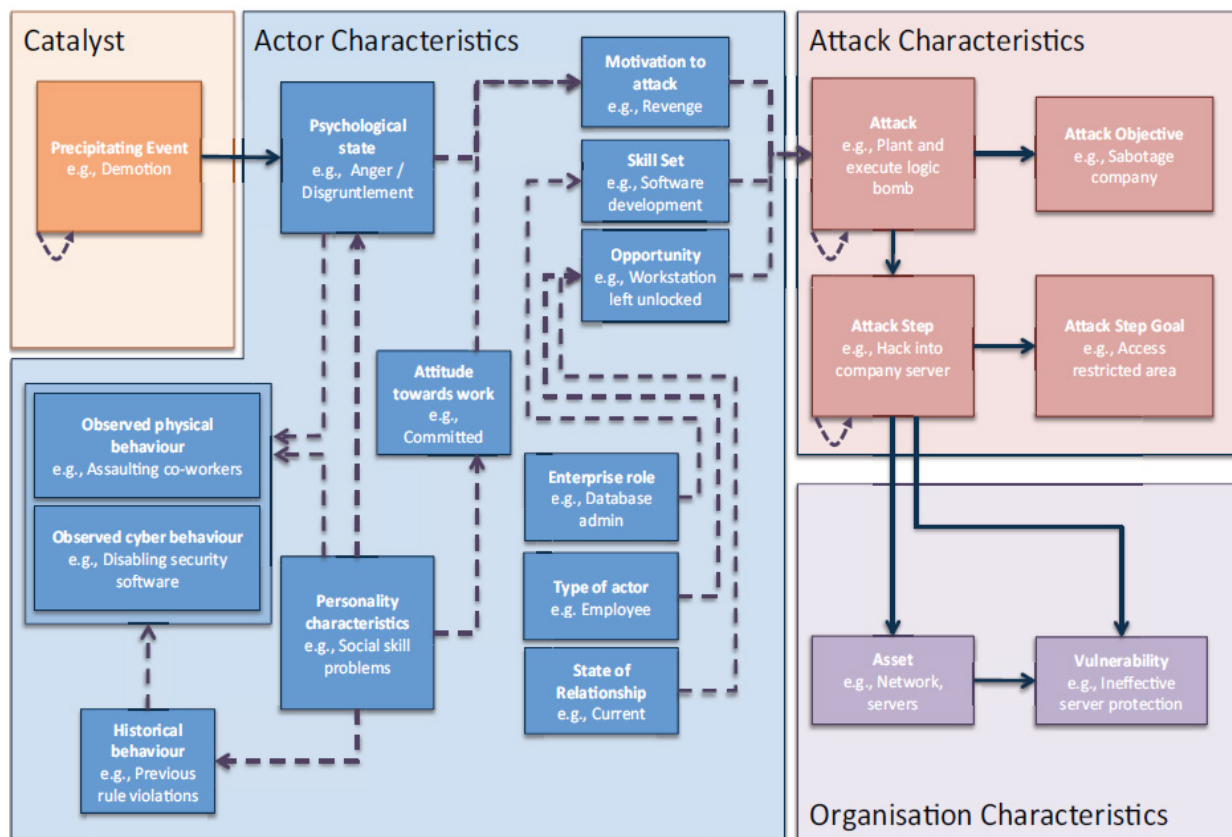 Catalyst
Precipitating Event
e.g., Demotion
Actor Characteristics
Psychological
state
e.g., Anger /
Disgruntlement
Motivation to
attack
e.g., Revenge
Skill Set
e.g., Software
development
Opportunity
e.g., Workstation
left unlocked
Attitude
towards work
e.g.,
Committed
Observed physical
behaviour
e.g., Assaulting co-workers
Observed cyber behaviour
e.g., Disabling security
software
Personality
characteristics
e.g., Social skill
problems
Historical
behaviour
e.g., Previous
rule violations
Enterprise role
e.g., Database
admin
Type of actor
e.g. Employee
State of
Relationship
e.g., Current
Attack Characteristics
Attack
e.g., Plant and
execute logic
bomb
Attack Objective
e.g., Sabotage
company
Attack Step
e.g., Hack into
company server
Attack Step Goal
e.g., Access
restricted area
Asset
e.g., Network,
servers
Vulnerability
e.g., Ineffective
server protection
Organisation Characteristics